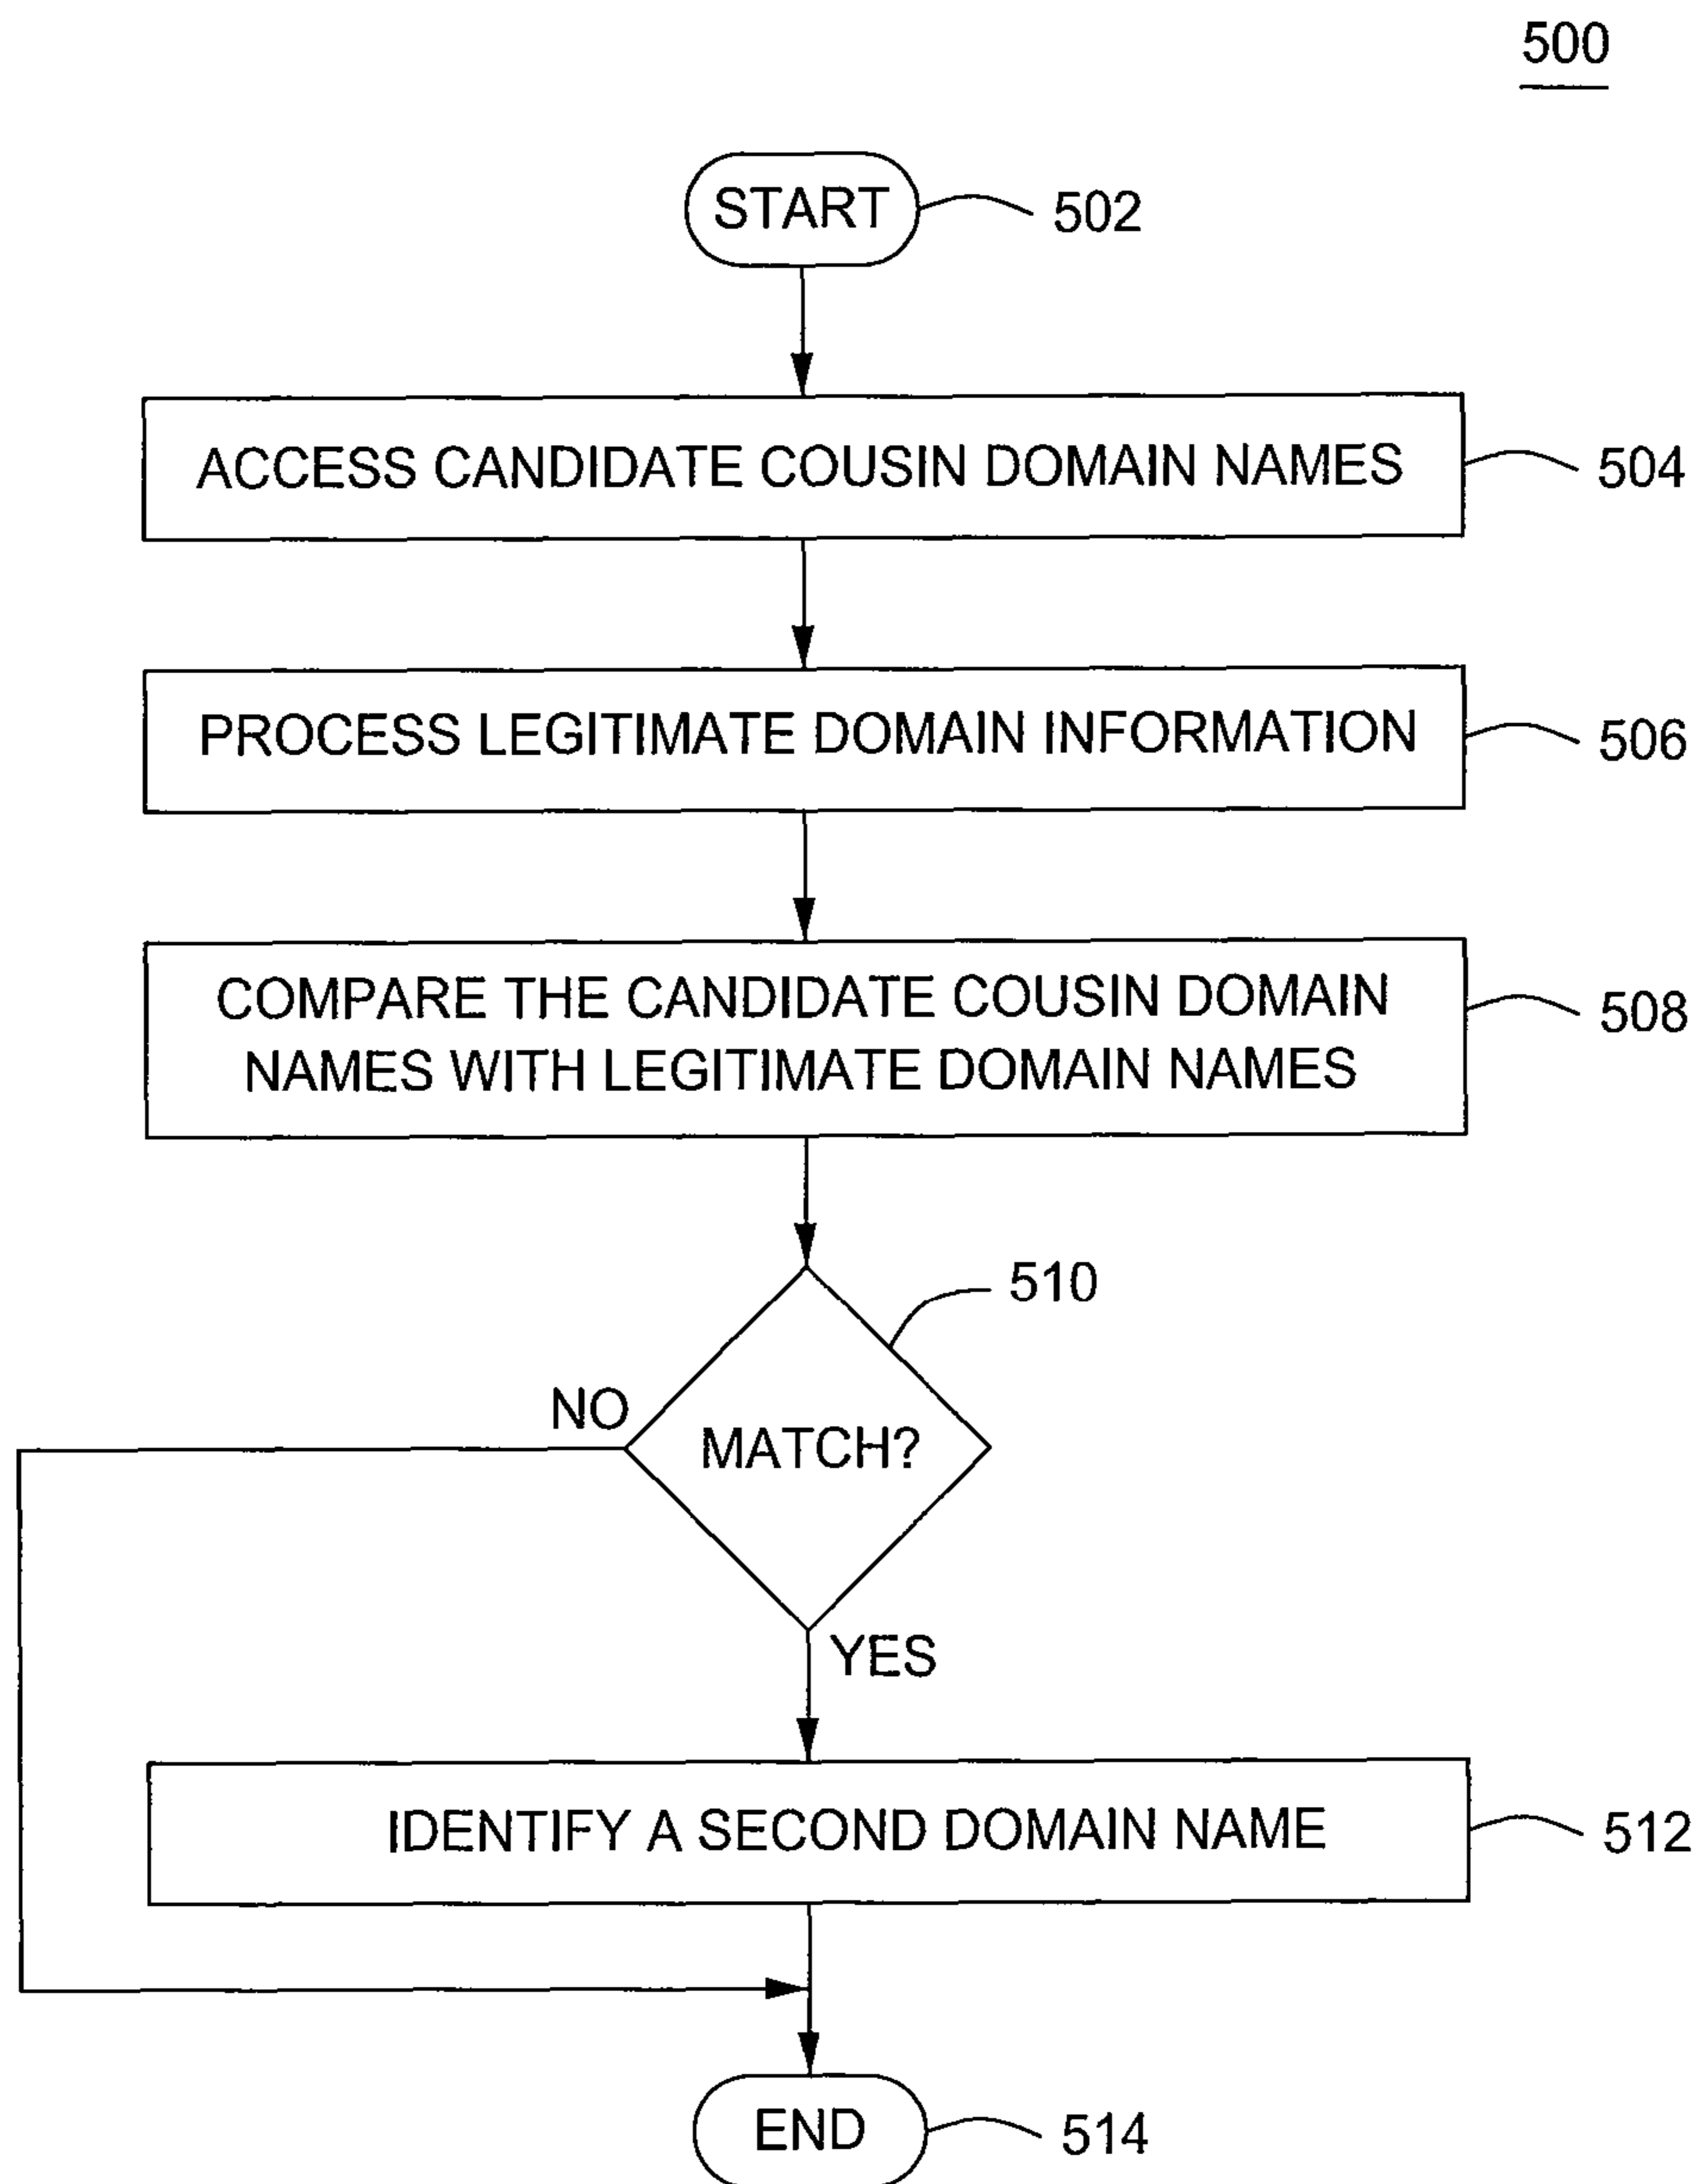 500
START
502
ACCESS CANDIDATE COUSIN DOMAIN NAMES
504
PROCESS LEGITIMATE DOMAIN INFORMATION
506
COMPARE THE CANDIDATE COUSIN DOMAIN
NAMES WITH LEGITIMATE DOMAIN NAMES
508
510
NO
MATCH?
YES
IDENTIFY A SECOND DOMAIN NAME
512
END
514